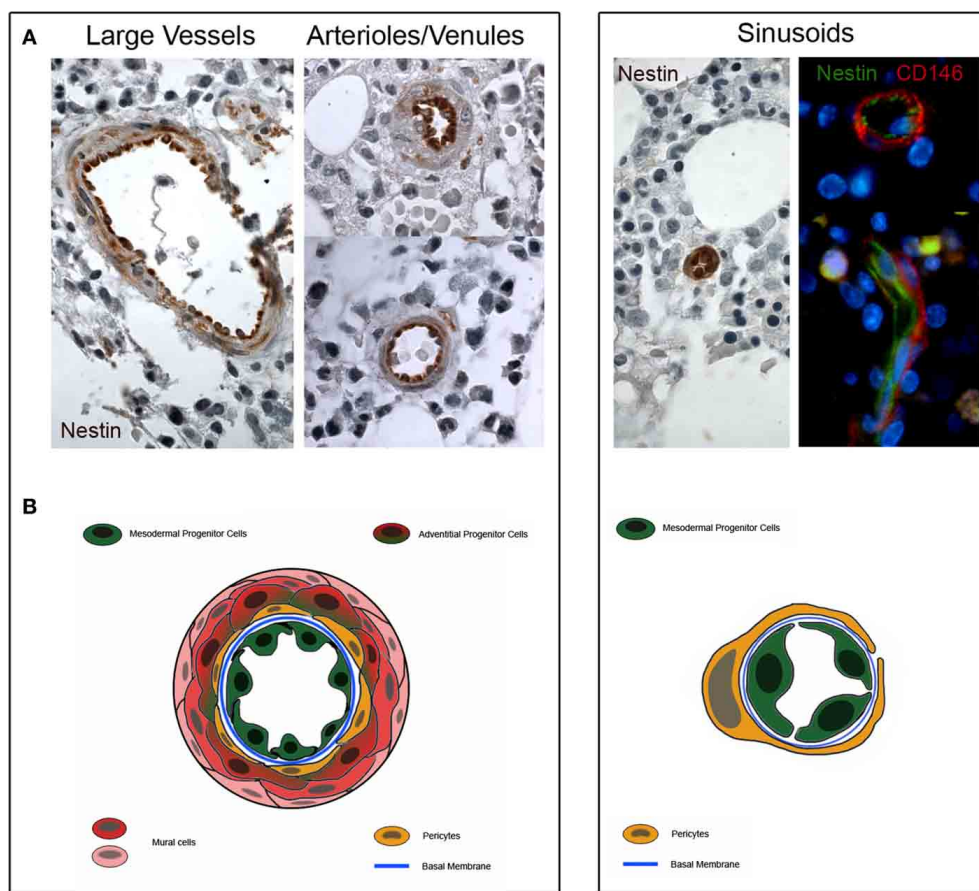 A
Large Vessels
Arterioles/Venules
Nestin
Sinusoids
Nestin
Nestin CD146
B
Mesodermal Progenitor Cells
Adventitial Progenitor Cells
Mural cells
Pericytes
Basal Membrane
Mesodermal Progenitor Cells
Pericytes
Basal Membrane